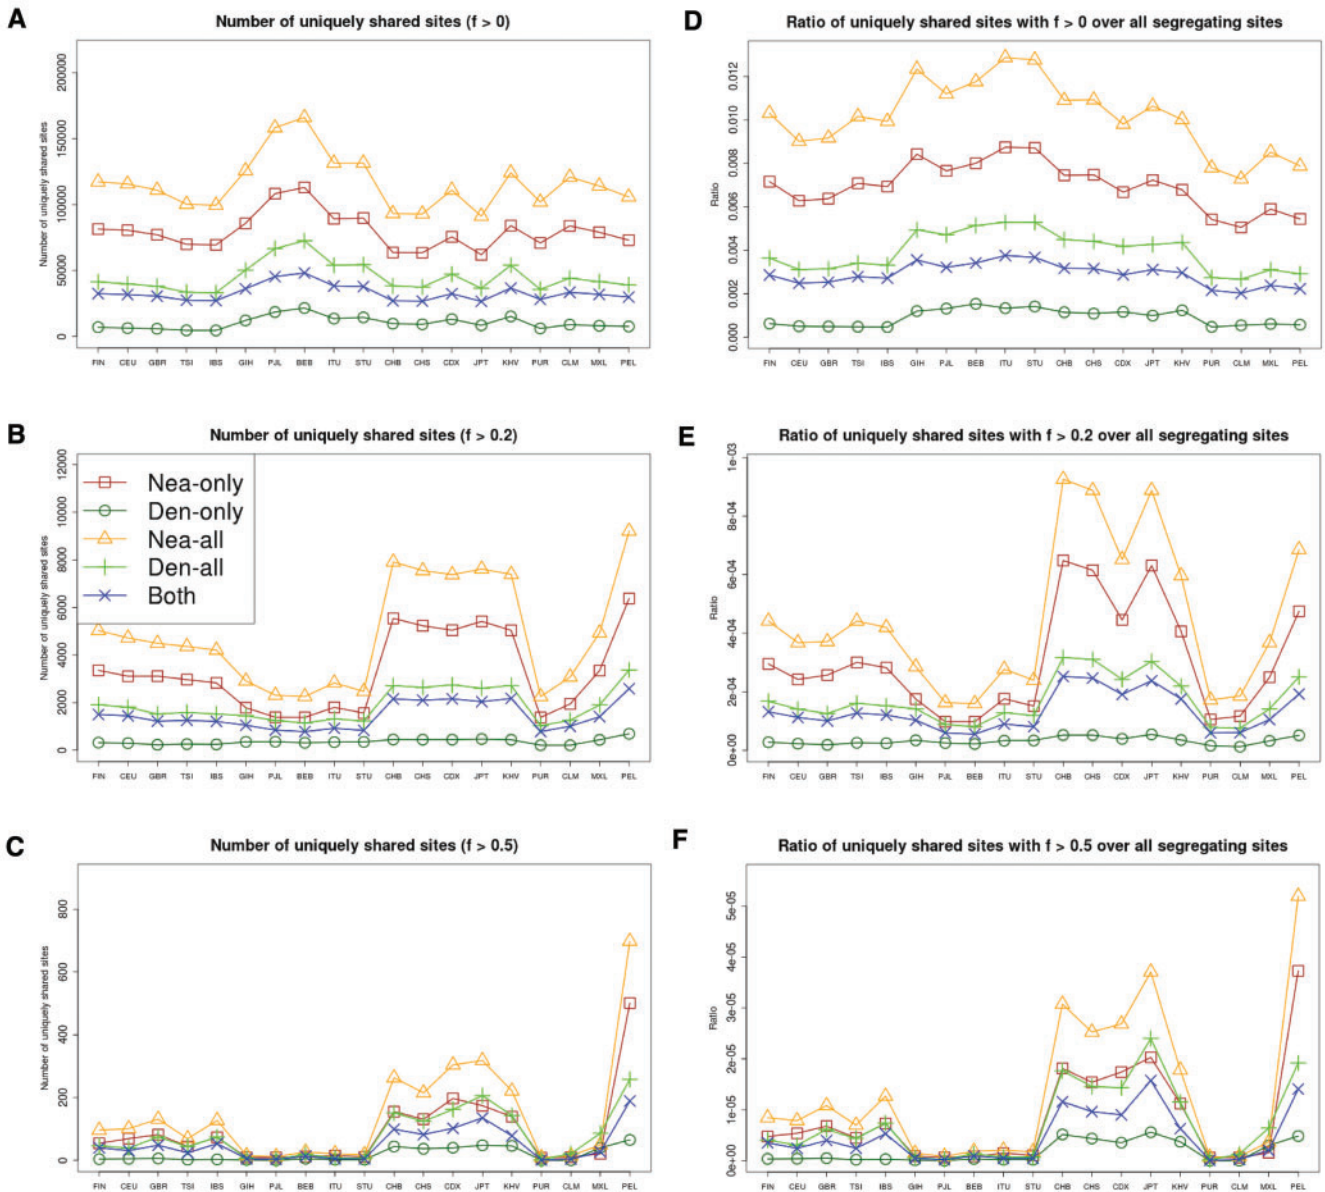 A
Number of uniquely shared sites (f > 0)
Number of uniquely shared sites
0
50000
100000
150000
200000
FIN CEU GBR TSI IBS GIH PJL BEB ITU STU CHB CHS CDX JPT KHV PUR CLM MXL PEL
D
Ratio of uniquely shared sites with f > 0 over all segregating sites
Ratio
0.000
0.002
0.004
0.006
0.008
0.010
0.012
FIN CEU GBR TSI IBS GIH PJL BEB ITU STU CHB CHS CDX JPT KHV PUR CLM MXL PEL
B
Number of uniquely shared sites (f > 0.2)
Number of uniquely shared sites
0
2000
4000
6000
8000
10000
12000
Nea-only
Den-only
Nea-all
Den-all
Both
FIN CEU GBR TSI IBS GIH PJL BEB ITU STU CHB CHS CDX JPT KHV PUR CLM MXL PEL
E
Ratio of uniquely shared sites with f > 0.2 over all segregating sites
Ratio
0e+00
2e-04
4e-04
6e-04
8e-04
1e-03
FIN CEU GBR TSI IBS GIH PJL BEB ITU STU CHB CHS CDX JPT KHV PUR CLM MXL PEL
C
Number of uniquely shared sites (f > 0.5)
Number of uniquely shared sites
0
200
400
600
800
FIN CEU GBR TSI IBS GIH PJL BEB ITU STU CHB CHS CDX JPT KHV PUR CLM MXL PEL
F
Ratio of uniquely shared sites with f > 0.5 over all segregating sites
Ratio
0e+00
1e-05
2e-05
3e-05
4e-05
5e-05
FIN CEU GBR TSI IBS GIH PJL BEB ITU STU CHB CHS CDX JPT KHV PUR CLM MXL PEL